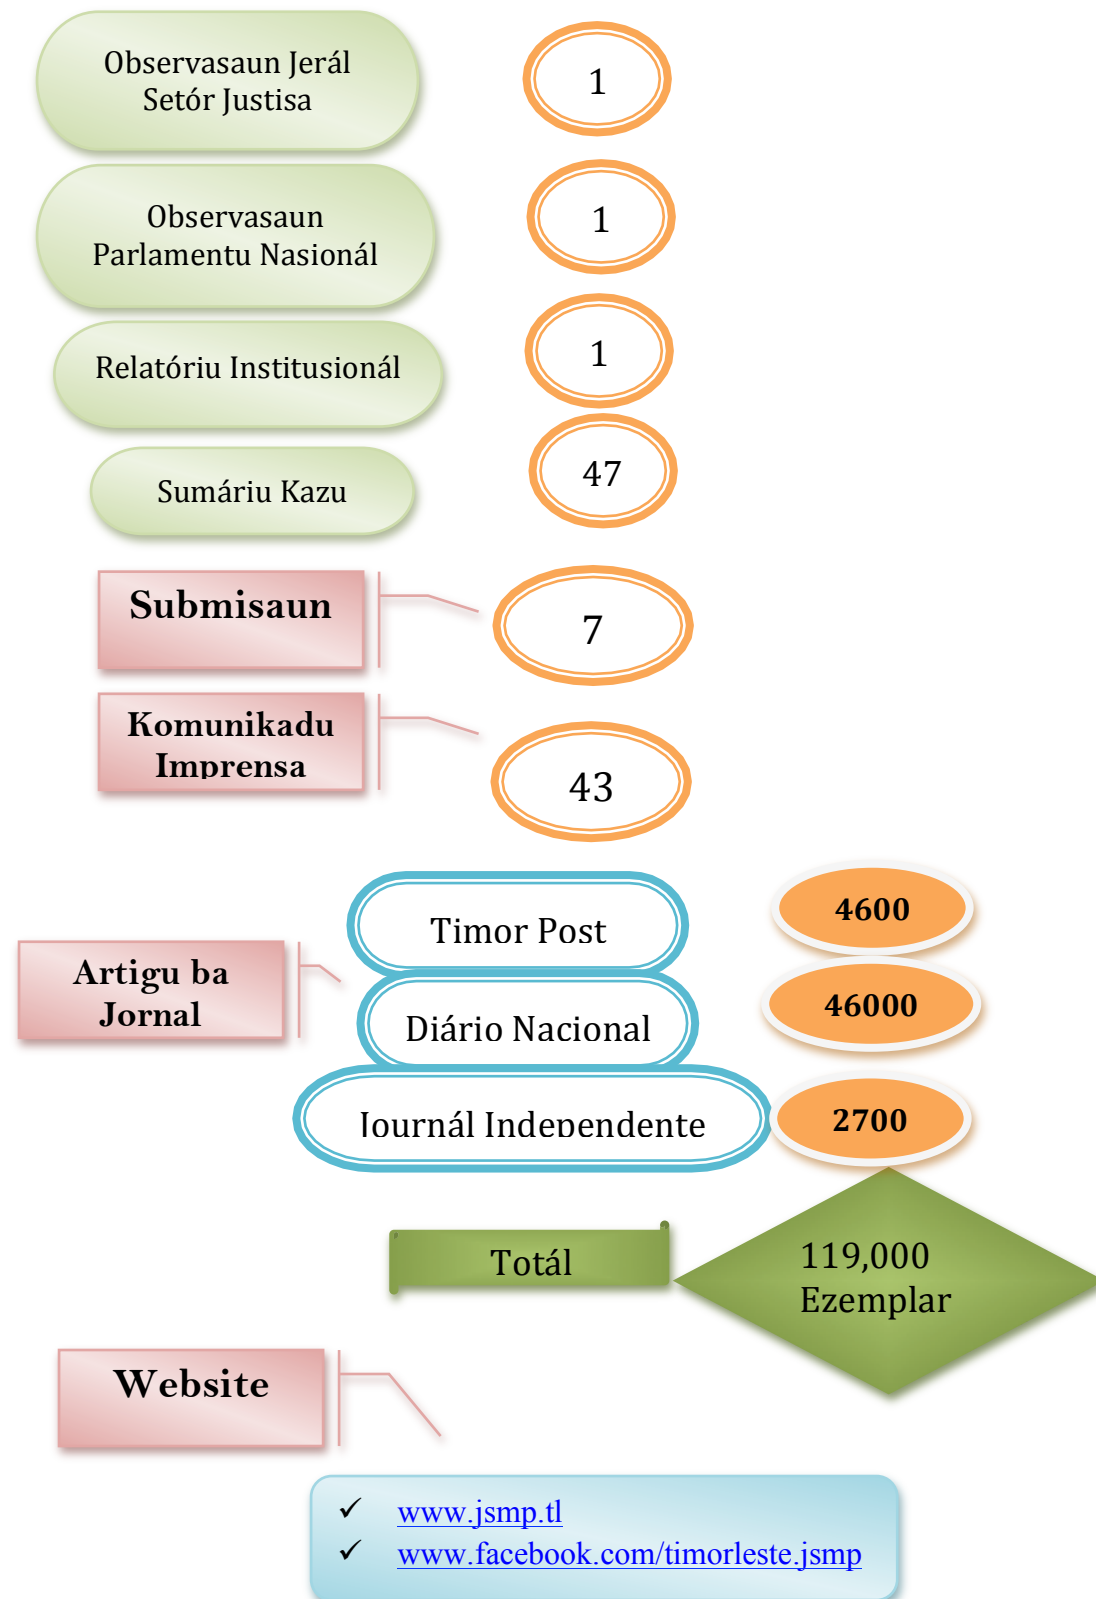 Observasaun Jerál
Setór Justisa
1
Observasaun
Parlamentu Nasionál
1
Relatóriu Institusionál
1
Sumáriu Kazu
47
Submisaun
7
Komunikadu
Imprensa
43
Artigu ba
Jornal
Timor Post
4600
Diário Nacional
46000
Journál Independente
2700
Totál
119,000
Ezemplar
Website
✓ www.jsmp.tl
✓ www.facebook.com/timorleste.jsmp